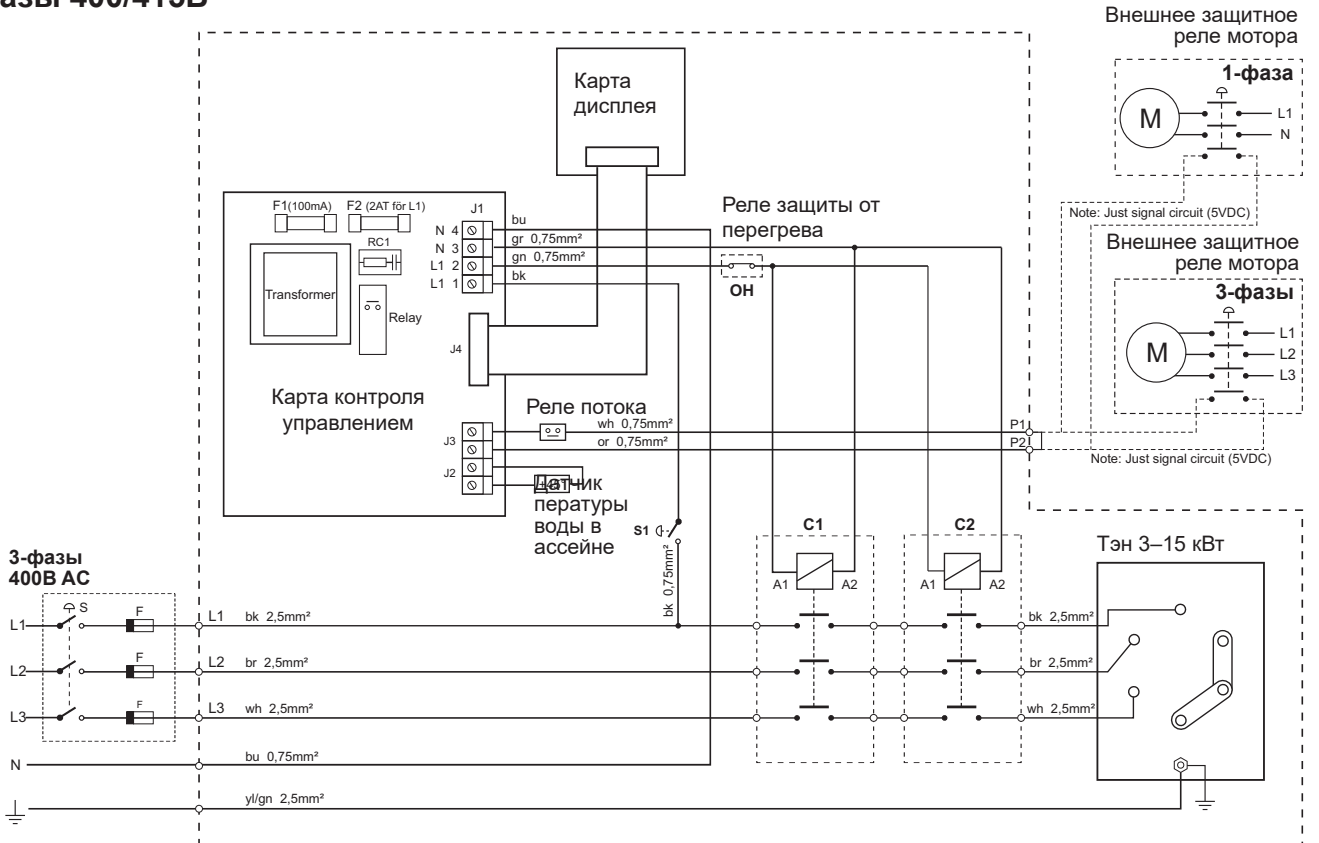 азы 400/415В
Внешнее защитное
реле мотора
1-фаза
M
L1
N
Note: Just signal circuit (5VDC)
Внешнее защитное
реле мотора
3-фазы
M
L1
L2
L3
Note: Just signal circuit (5VDC)
Карта
дисплея
F1(100mA)
F2 (2AT för L1)
J1
RC1
Transformer
Relay
N 4
N 3
L1 2
L1 1
bu
gr 0,75mm²
gn 0,75mm²
bk
Реле защиты от
перегрева
OH
J4
Карта контроля
управлением
Реле потока
wh 0,75mm²
or 0,75mm²
P1
P2
J3
J2
Датчик
пературы
воды в
ассейне
S1
bk 0,75mm²
C1
A1
A2
C2
A1
A2
Тэн 3–15 кВт
3-фазы
400В AC
S
L1
F
L1
bk 2,5mm²
bk 2,5mm²
L2
F
L2
br 2,5mm²
br 2,5mm²
L3
F
L3
wh 2,5mm²
wh 2,5mm²
N
bu 0,75mm²
yl/gn 2,5mm²